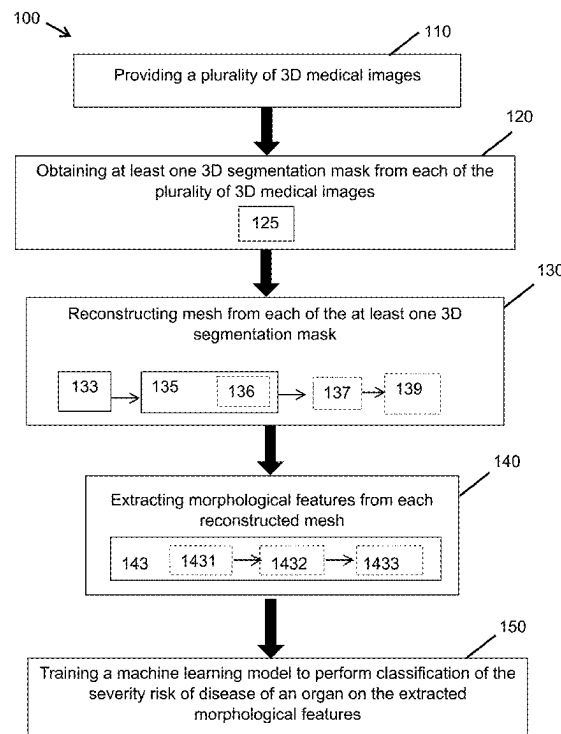 100
110
Providing a plurality of 3D medical images
120
Obtaining at least one 3D segmentation mask from each of the
plurality of 3D medical images
125
130
Reconstructing mesh from each of the at least one 3D
segmentation mask
133 135 136 137 139
140
Extracting morphological features from each
reconstructed mesh
143 1431 1432 1433
150
Training a machine learning model to perform classification of the
severity risk of disease of an organ on the extracted
morphological features